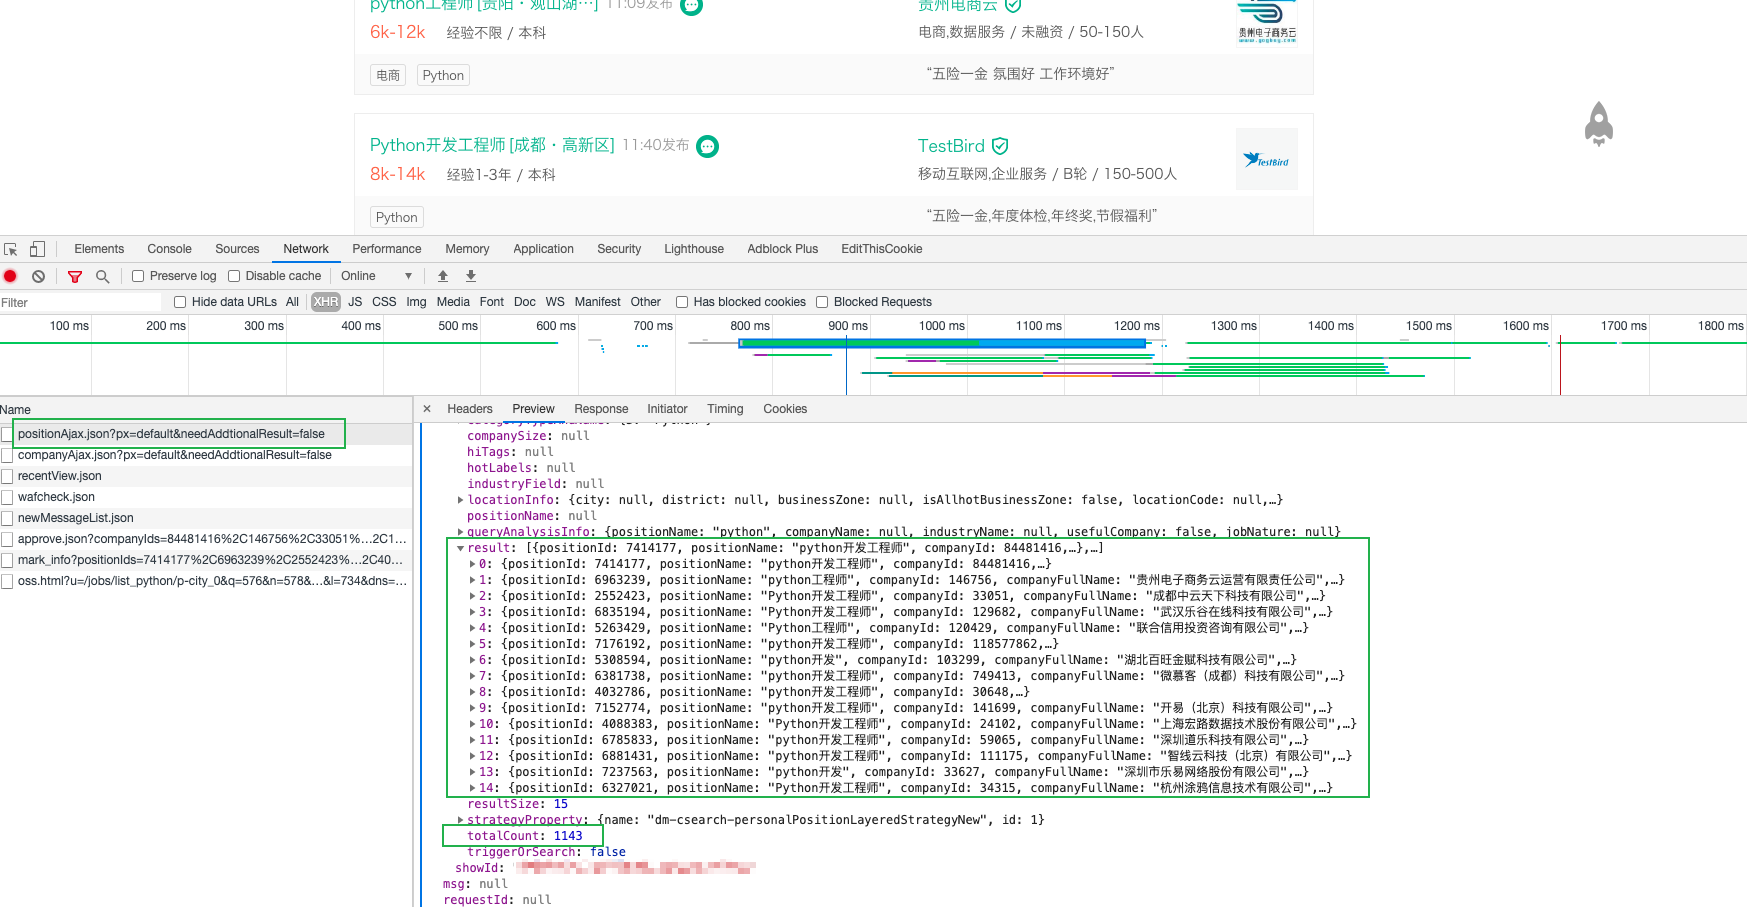 python工程师 [贵阳·观山湖…] 11:09发布
贵州电商云
6k-12k 经验不限 / 本科
电商,数据服务 / 未融资 / 50-150人
贵州电子商务云
www.gzqbay.com
电商 Python
“五险一金 氛围好 工作环境好”
Python开发工程师 [成都·高新区] 11:40发布
TestBird
8k-14k 经验1-3年 / 本科
移动互联网,企业服务 / B轮 / 150-500人
TestBird
Python
“五险一金,年度体检,年终奖,节假福利”
Elements Console Sources Network Performance Memory Application Security Lighthouse Adblock Plus EditThisCookie
Preserve log Disable cache Online
Filter Hide data URLs All XHR JS CSS Img Media Font Doc WS Manifest Other Has blocked cookies Blocked Requests
100 ms 200 ms 300 ms 400 ms 500 ms 600 ms 700 ms 800 ms 900 ms 1000 ms 1100 ms 1200 ms 1300 ms 1400 ms 1500 ms 1600 ms 1700 ms 1800 ms
Name
positionAjax.json?px=default&needAddtionalResult=false
companyAjax.json?px=default&needAddtionalResult=false
recentView.json
wafcheck.json
newMessageList.json
approve.json?companyIds=84481416%2C146756%2C33051%…2C1…
mark_info?positionIds=7414177%2C6963239%2C2552423%…2C40…
oss.html?u=/jobs/list_python/p-city_0&q=576&n=578&…&l=734&dns=…
× Headers Preview Response Initiator Timing Cookies
companySize: null
hiTags: null
hotLabels: null
industryField: null
locationInfo: {city: null, district: null, businessZone: null, isAllhotBusinessZone: false, locationCode: null,…}
positionName: null
queryAnalysisInfo: {positionName: "python", companyName: null, industryName: null, usefulCompany: false, jobNature: null}
result: [{positionId: 7414177, positionName: "python开发工程师", companyId: 84481416,…},…]
0: {positionId: 7414177, positionName: "python开发工程师", companyId: 84481416,…}
1: {positionId: 6963239, positionName: "python工程师", companyId: 146756, companyFullName: "贵州电子商务云运营有限责任公司",…}
2: {positionId: 2552423, positionName: "Python开发工程师", companyId: 33051, companyFullName: "成都中云天下科技有限公司",…}
3: {positionId: 6835194, positionName: "Python开发工程师", companyId: 129682, companyFullName: "武汉乐谷在线科技有限公司",…}
4: {positionId: 5263429, positionName: "Python工程师", companyId: 120429, companyFullName: "联合信用投资咨询有限公司",…}
5: {positionId: 7176192, positionName: "python开发工程师", companyId: 118577862,…}
6: {positionId: 5308594, positionName: "python开发", companyId: 103299, companyFullName: "湖北百旺金赋科技有限公司",…}
7: {positionId: 6381738, positionName: "python开发工程师", companyId: 749413, companyFullName: "微慕客（成都）科技有限公司",…}
8: {positionId: 4032786, positionName: "python开发工程师", companyId: 30648,…}
9: {positionId: 7152774, positionName: "python开发工程师", companyId: 141699, companyFullName: "开易（北京）科技有限公司",…}
10: {positionId: 4088383, positionName: "Python开发工程师", companyId: 24102, companyFullName: "上海宏路数据技术股份有限公司",…}
11: {positionId: 6785833, positionName: "python开发工程师", companyId: 59065, companyFullName: "深圳道乐科技有限公司",…}
12: {positionId: 6881431, positionName: "python开发工程师", companyId: 111175, companyFullName: "智线云科技（北京）有限公司",…}
13: {positionId: 7237563, positionName: "python开发", companyId: 33627, companyFullName: "深圳市乐易网络股份有限公司",…}
14: {positionId: 6327021, positionName: "Python开发工程师", companyId: 34315, companyFullName: "杭州涂鸦信息技术有限公司",…}
resultSize: 15
strategyProperty: {name: "dm-csearch-personalPositionLayeredStrategyNew", id: 1}
totalCount: 1143
triggerOrSearch: false
showId:
msg: null
requestId: null